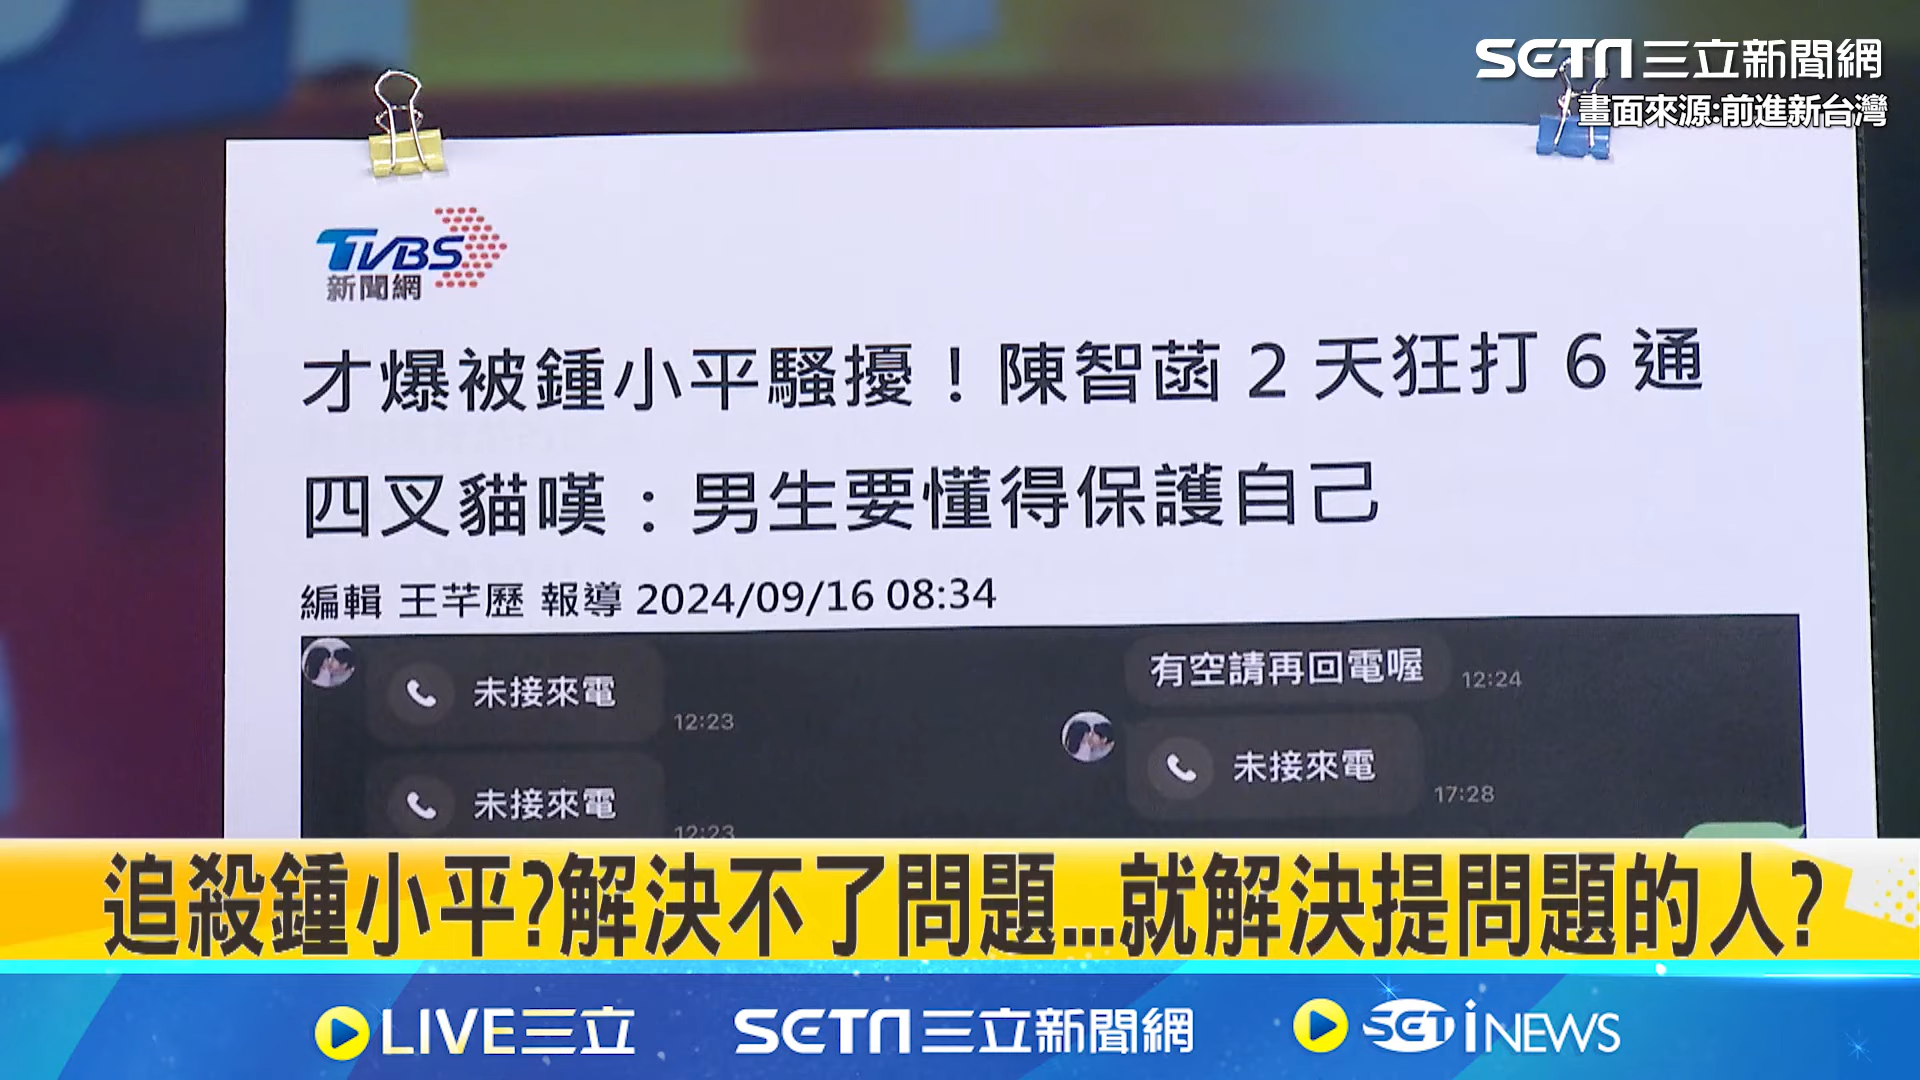 SETN三立新聞網
畫面來源:前進新台灣
TVBS
新聞網
才爆被鍾小平騷擾！陳智菡2天狂打6通
四叉貓嘆：男生要懂得保護自己
編輯 王芊歷 報導 2024/09/16 08:34
未接來電 12:23
未接來電 12:23
有空請再回電喔 12:24
未接來電 17:28
追殺鍾小平?解決不了問題...就解決提問題的人?
LIVE三立 SETN三立新聞網 SET iNEWS